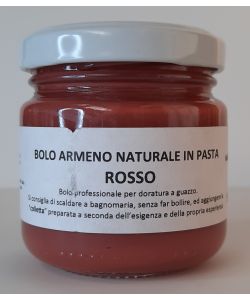 BOLO ARMENO NATURALE IN PASTA
ROSSO
Bolo professionale per doratura a guazzo.
Si consiglia di scaldare a bagnomaria, senza far bollire, ed aggiungere la
"colletta" preparata a seconda dell'esigenza e della propria esperienza